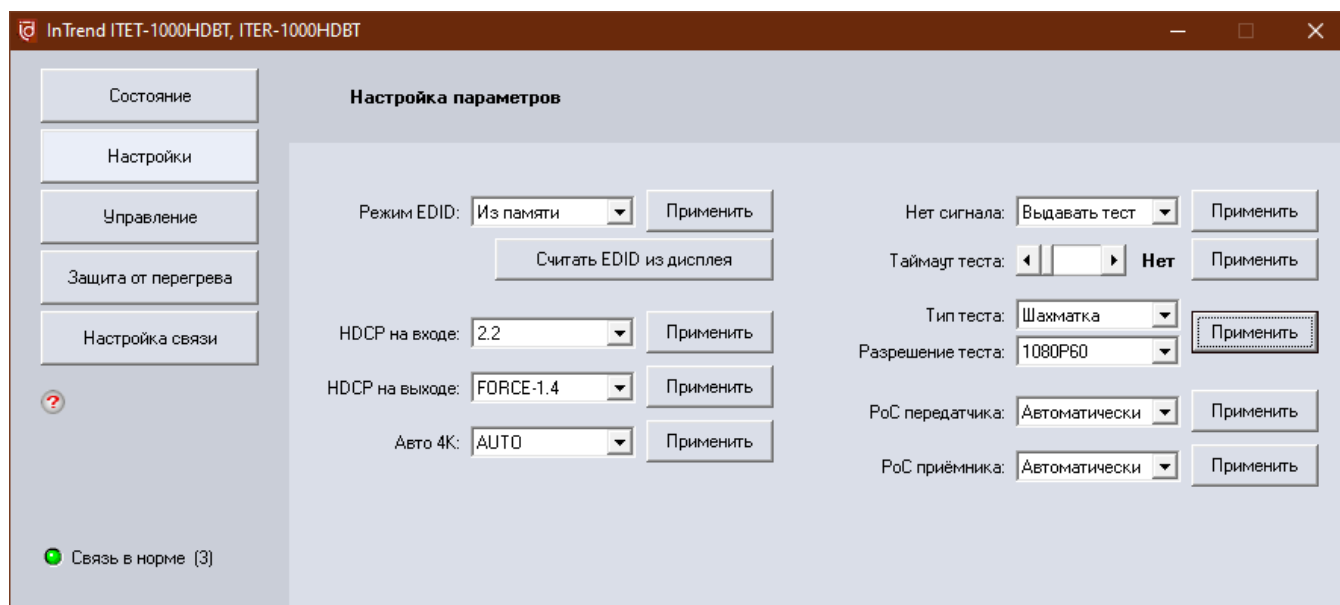 InTrend ITET-1000HDBT, ITER-1000HDBT
Состояние
Настройки
Управление
Защита от перегрева
Настройка связи
?
Связь в норме (3)
Настройка параметров
Режим EDID: Из памяти Применить
Считать EDID из дисплея
HDCP на входе: 2.2 Применить
HDCP на выходе: FORCE-1.4 Применить
Авто 4K: AUTO Применить
Нет сигнала: Выдавать тест Применить
Таймаут теста: Нет Применить
Тип теста: Шахматка
Применить
Разрешение теста: 1080P60
PoC передатчика: Автоматически Применить
PoC приёмника: Автоматически Применить